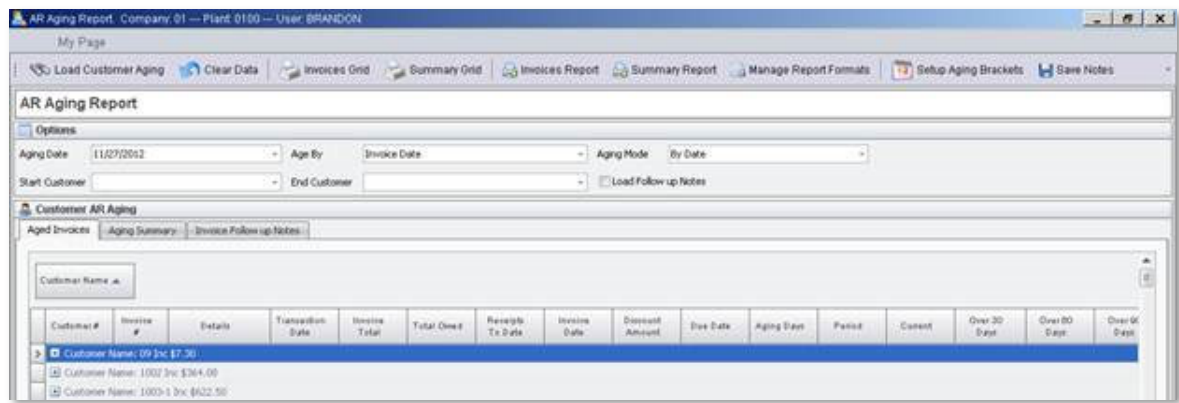 AR Aging Report. Company: 01 --- Plant: 0100 --- User: BRANDON
My Page
Load Customer Aging Clear Data Invoices Grid Summary Grid Invoices Report Summary Report Manage Report Formats Setup Aging Brackets Save Notes
AR Aging Report
Options
Aging Date 11/27/2012 Age By Invoice Date Aging Mode By Date
Start Customer End Customer Load Follow up Notes
Customer AR Aging
Aged Invoices Aging Summary Invoice Follow up Notes
Customer Name
Customer # Invoice # Details Transaction Date Invoice Total Total Owed Receipts To Date Invoice Date Discount Amount Due Date Aging Days Period Current Over 30 Days Over 60 Days Over 90 Days
Customer Name: 09 Inc $7.30
Customer Name: 1002 Inc $364.00
Customer Name: 1003-1 Inc $622.50